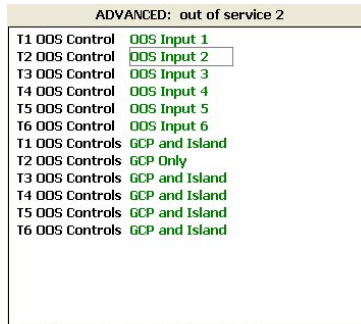 ADVANCED: out of service 2
T1 OOS Control OOS Input 1
T2 OOS Control OOS Input 2
T3 OOS Control OOS Input 3
T4 OOS Control OOS Input 4
T5 OOS Control OOS Input 5
T6 OOS Control OOS Input 6
T1 OOS Controls GCP and Island
T2 OOS Controls GCP Only
T3 OOS Controls GCP and Island
T4 OOS Controls GCP and Island
T5 OOS Controls GCP and Island
T6 OOS Controls GCP and Island